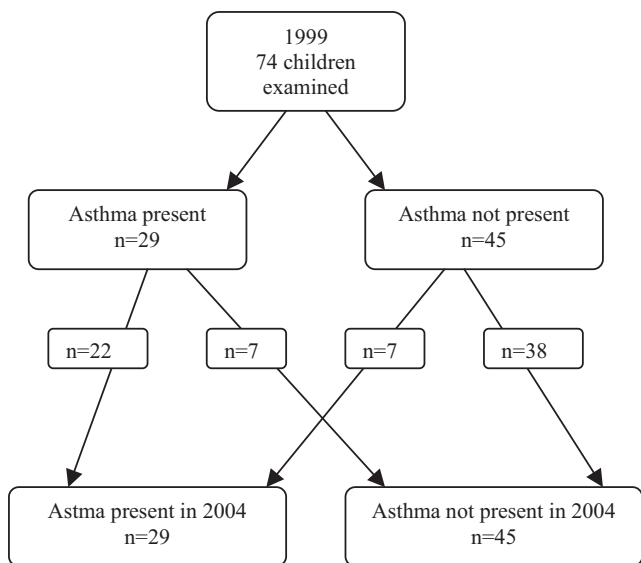 1999
74 children
examined
Asthma present
n=29
Asthma not present
n=45
n=22
n=7
n=7
n=38
Astma present in 2004
n=29
Asthma not present in 2004
n=45